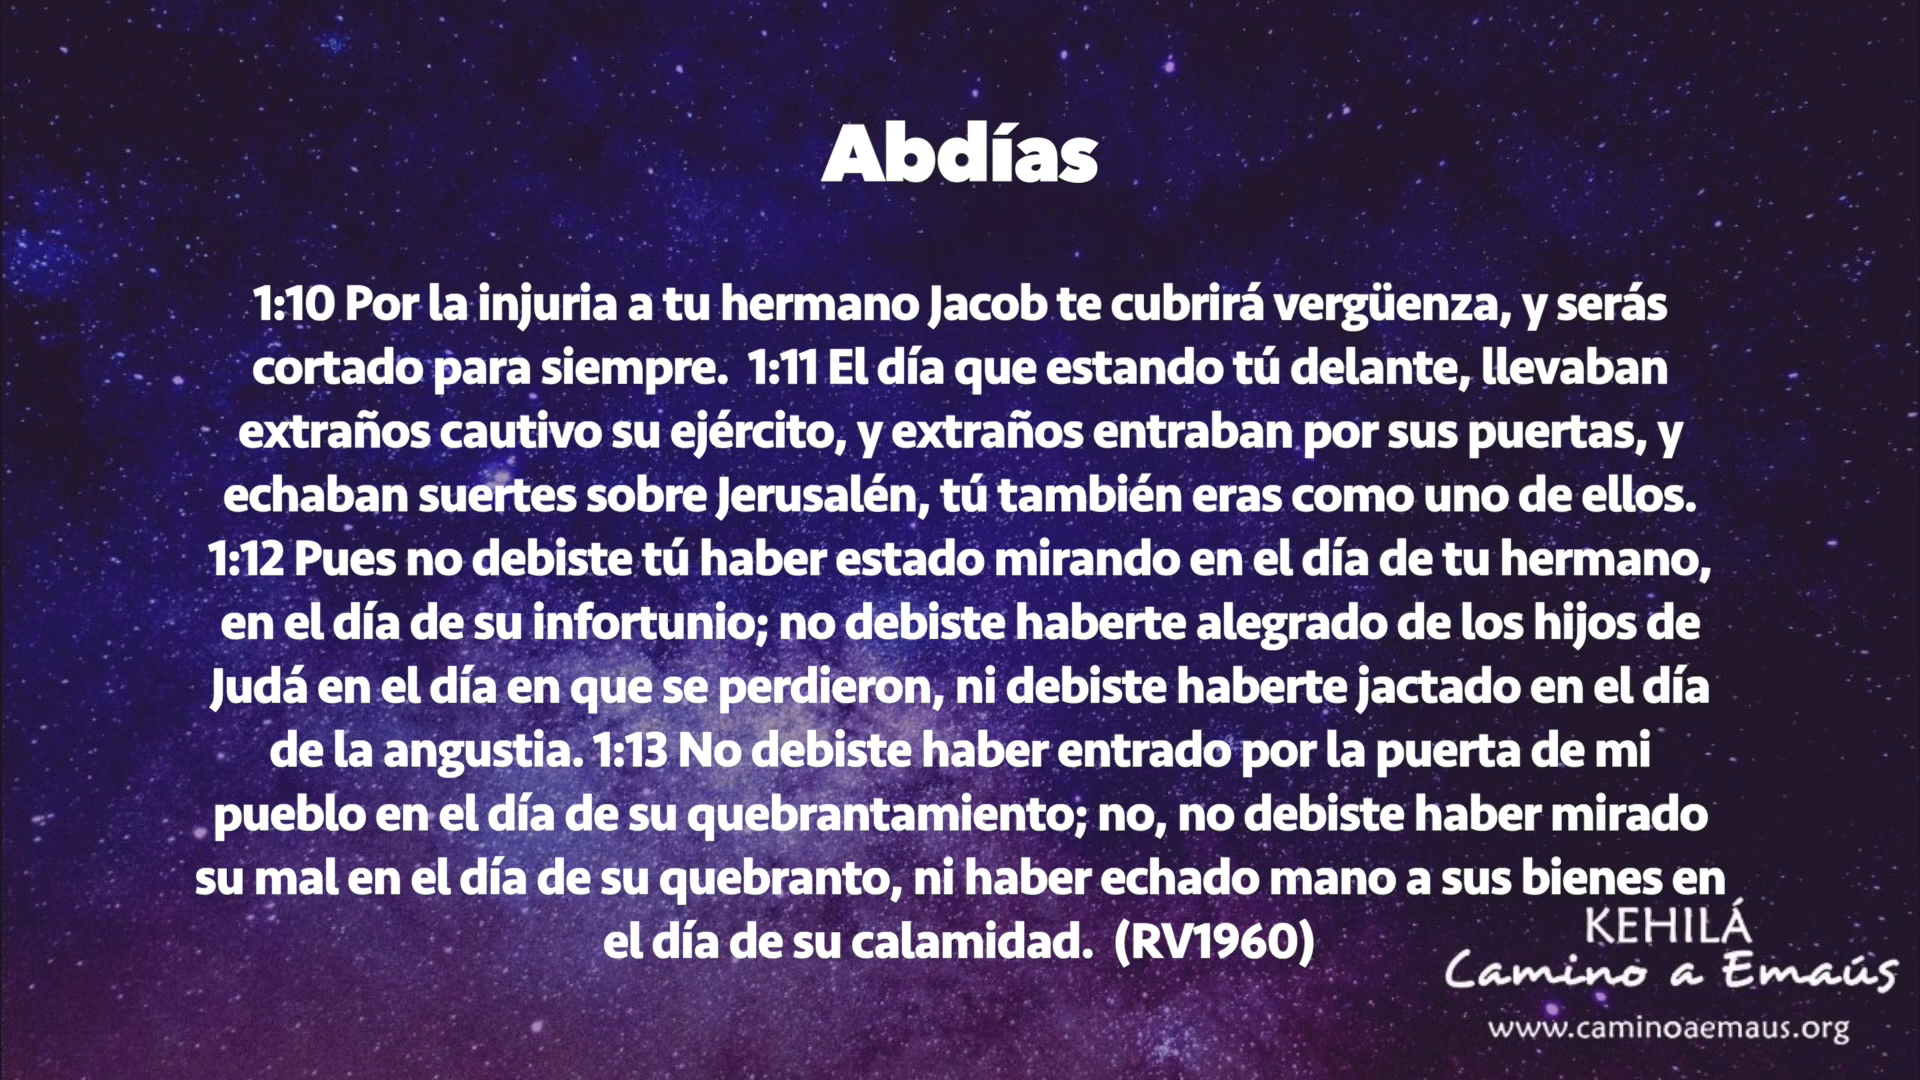 Abdías
1:10 Por la injuria a tu hermano Jacob te cubrirá vergüenza, y serás
cortado para siempre.  1:11 El día que estando tú delante, llevaban
extraños cautivo su ejército, y extraños entraban por sus puertas, y
echaban suertes sobre Jerusalén, tú también eras como uno de ellos.
1:12 Pues no debiste tú haber estado mirando en el día de tu hermano,
en el día de su infortunio; no debiste haberte alegrado de los hijos de
Judá en el día en que se perdieron, ni debiste haberte jactado en el día
de la angustia. 1:13 No debiste haber entrado por la puerta de mi
pueblo en el día de su quebrantamiento; no, no debiste haber mirado
su mal en el día de su quebranto, ni haber echado mano a sus bienes en
el día de su calamidad.  (RV1960)
KEHILÁ
Camino a Emaús
www.caminoaemaus.org